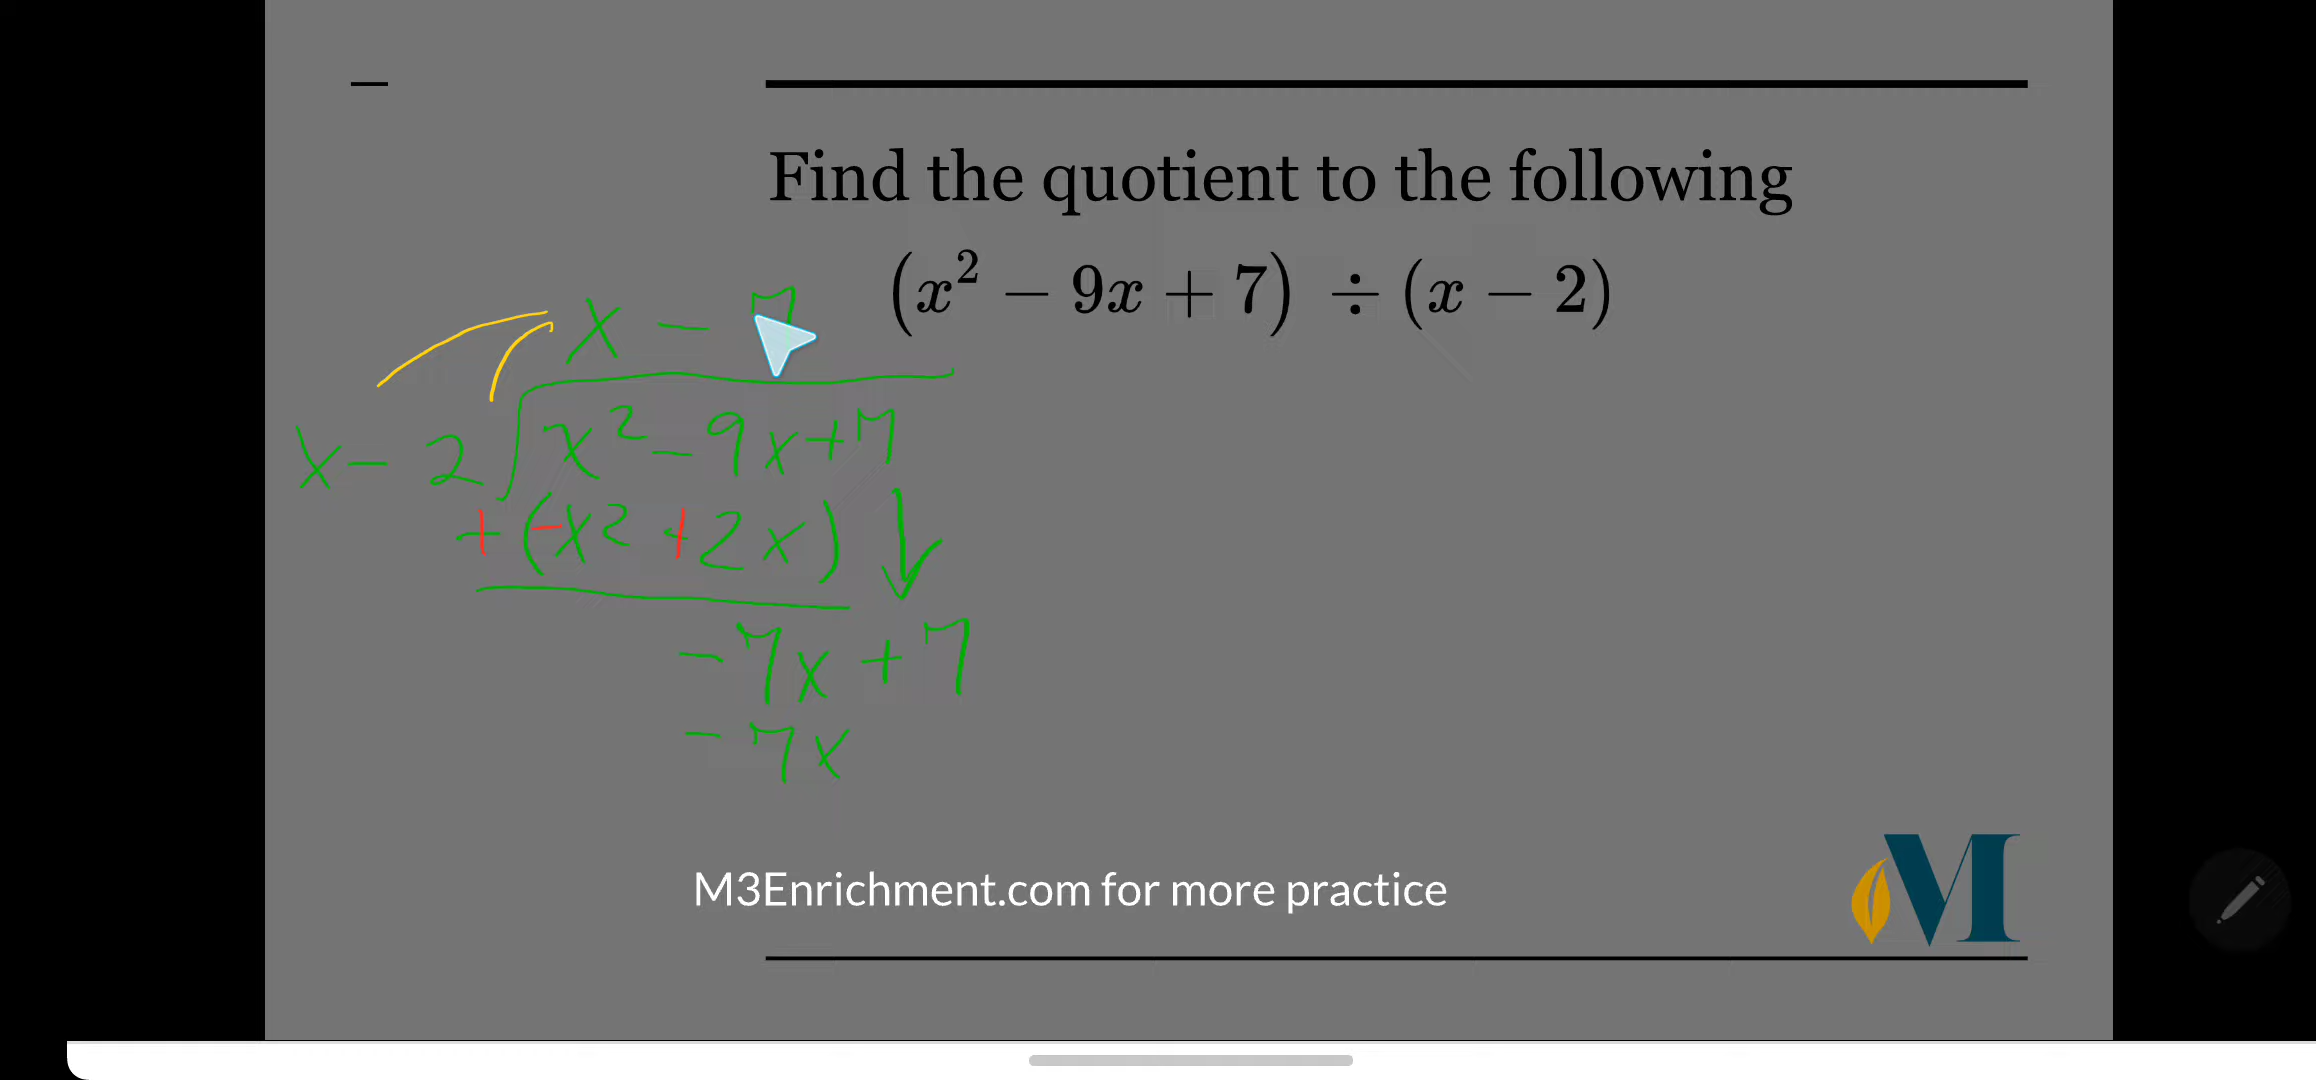 Find the quotient to the following
(x² − 9x + 7) ÷ (x − 2)
x − 7
x − 2 x² − 9x + 7
+ (−x² + 2x)
−7x + 7
−7x
M3Enrichment.com for more practice
M